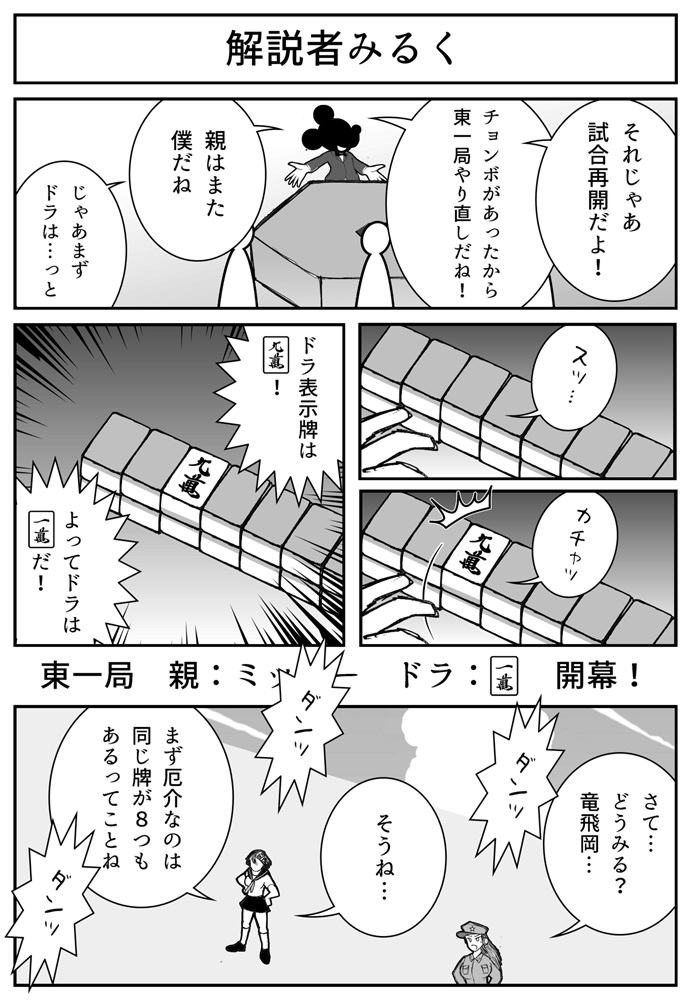 解説者みるく
それじゃあ
試合再開だよ！
チョンボがあったから
東一局やり直しだね！
親はまた
僕だね
じゃあまず
ドラは…っと
スッ…
カチャッ
ドラ表示牌は
九萬！
よってドラは
一萬だ！
東一局　親：ミッ　ー　ドラ：一萬　開幕！
ダンッ
ダンッ
さて…
どうみる？
竜飛岡…
そうね…
まず厄介なのは
同じ牌が８つも
あるってことね
ダンッ